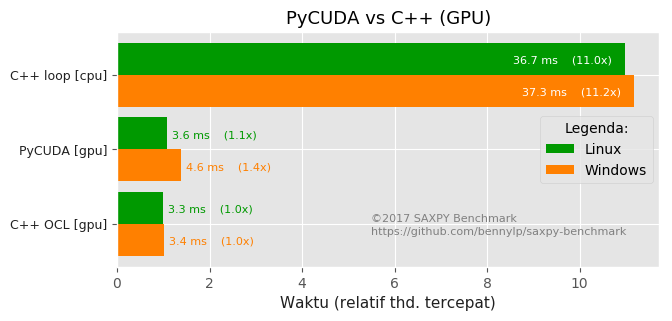 PyCUDA vs C++ (GPU)
C++ loop [cpu]
36.7 ms (11.0x)
37.3 ms (11.2x)
PyCUDA [gpu]
3.6 ms (1.1x)
4.6 ms (1.4x)
Legenda:
Linux
Windows
C++ OCL [gpu]
3.3 ms (1.0x)
3.4 ms (1.0x)
©2017 SAXPY Benchmark
https://github.com/bennylp/saxpy-benchmark
0 2 4 6 8 10
Waktu (relatif thd. tercepat)